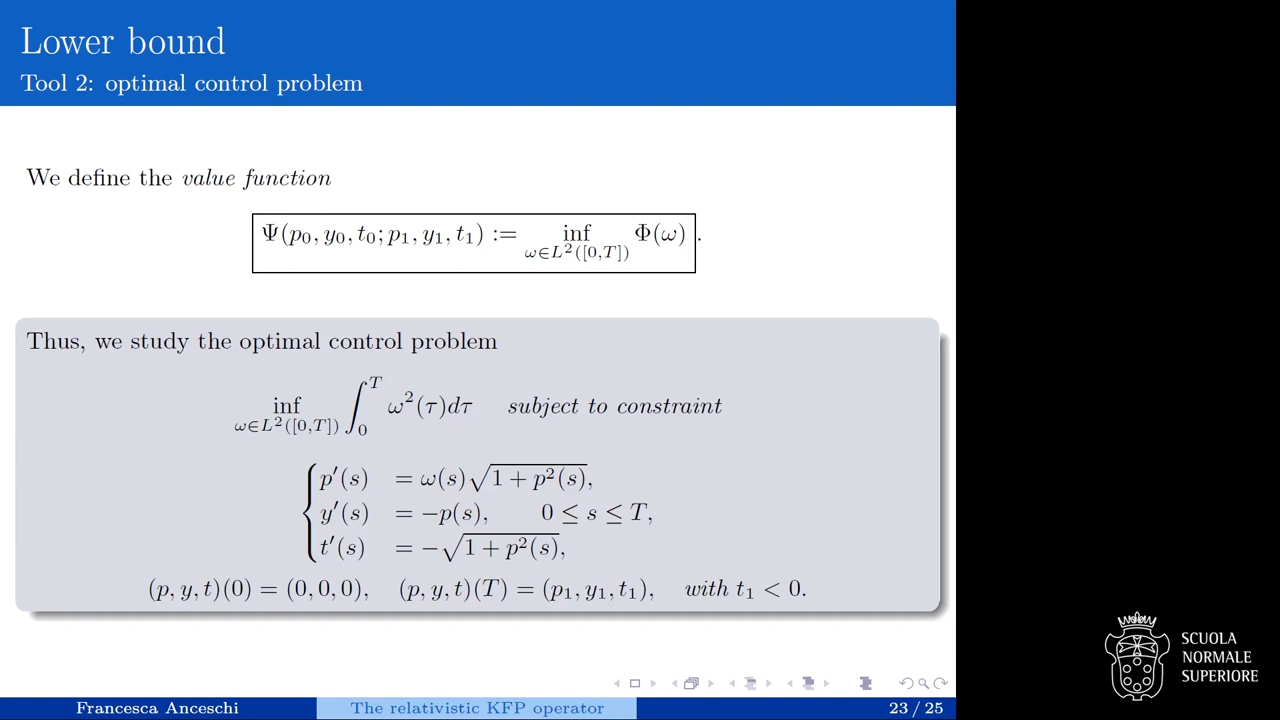 Lower bound
Tool 2: optimal control problem
We define the value function
Ψ(p₀, y₀, t₀; p₁, y₁, t₁) := inf_{ω∈L²([0,T])} Φ(ω).
Thus, we study the optimal control problem
inf_{ω∈L²([0,T])} ∫₀ᵀ ω²(τ)dτ subject to constraint
{ p′(s) = ω(s)√(1 + p²(s)),
y′(s) = −p(s), 0 ≤ s ≤ T,
t′(s) = −√(1 + p²(s)),
(p, y, t)(0) = (0, 0, 0), (p, y, t)(T) = (p₁, y₁, t₁), with t₁ < 0.
SCUOLA
NORMALE
SUPERIORE
Francesca Anceschi The relativistic KFP operator 23 / 25